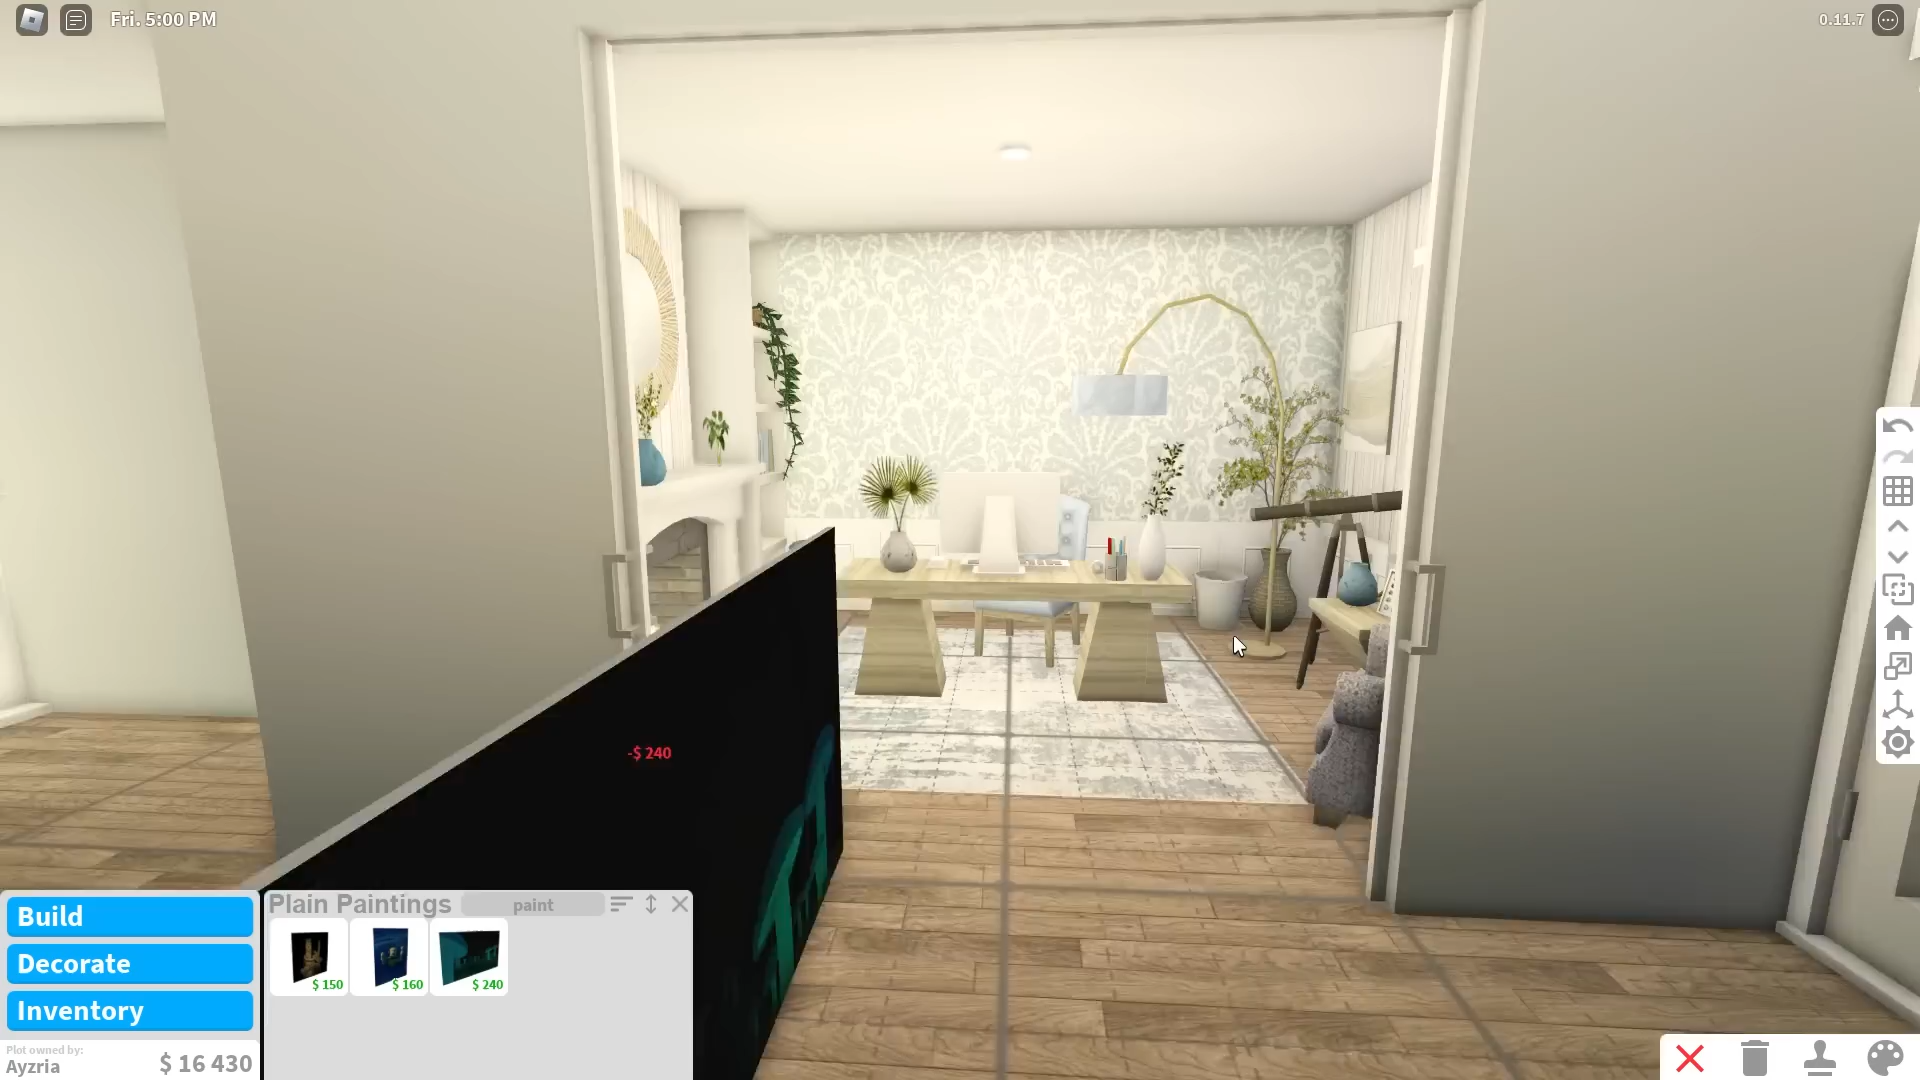 Fri. 5:00 PM
0.11.7
-$ 240
Build
Decorate
Inventory
Plot owned by:
Ayzria
$ 16 430
Plain Paintings
paint
$ 150
$ 160
$ 240